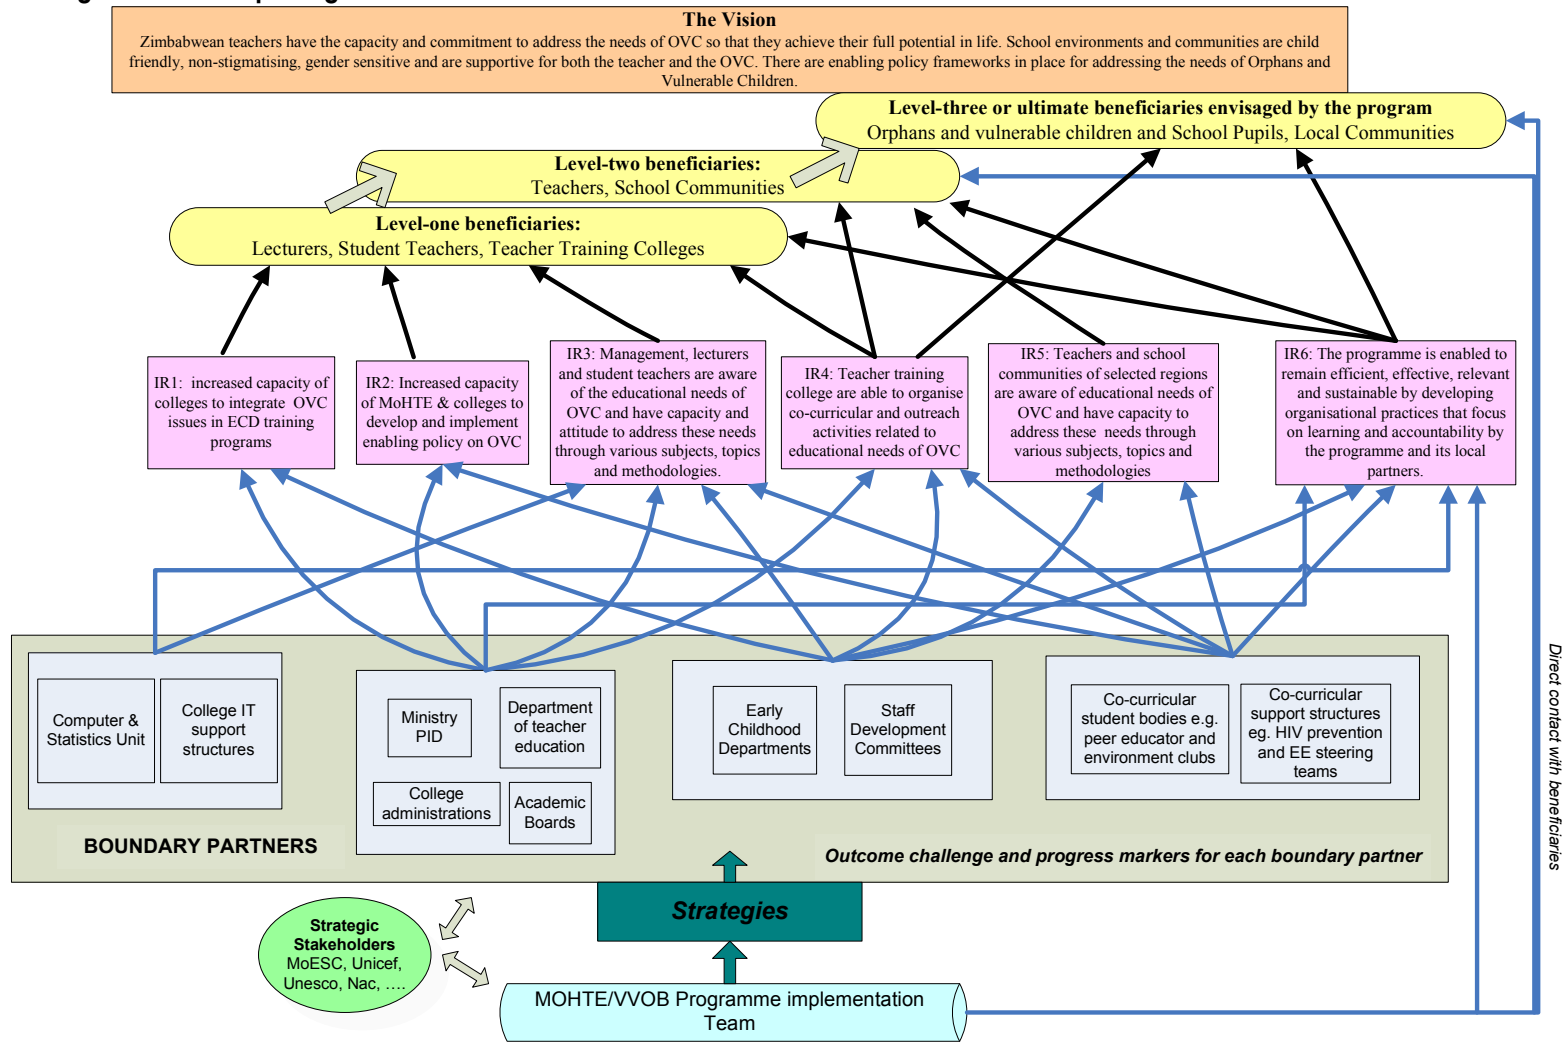 The Vision
Zimbabwean teachers have the capacity and commitment to address the needs of OVC so that they achieve their full potential in life. School environments and communities are child
friendly, non-stigmatising, gender sensitive and are supportive for both the teacher and the OVC. There are enabling policy frameworks in place for addressing the needs of Orphans and
Vulnerable Children.
Level-three or ultimate beneficiaries envisaged by the program
Orphans and vulnerable children and School Pupils, Local Communities
Level-two beneficiaries:
Teachers, School Communities
Level-one beneficiaries:
Lecturers, Student Teachers, Teacher Training Colleges
IR1: increased capacity of
colleges to integrate OVC
issues in ECD training
programs
IR2: Increased capacity
of MoHTE & colleges to
develop and implement
enabling policy on OVC
IR3: Management, lecturers
and student teachers are aware
of the educational needs of
OVC and have capacity and
attitude to address these needs
through various subjects, topics
and methodologies.
IR4: Teacher training
college are able to organise
co-curricular and outreach
activities related to
educational needs of OVC
IR5: Teachers and school
communities of selected regions
are aware of educational needs of
OVC and have capacity to
address these needs through
various subjects, topics and
methodologies
IR6: The programme is enabled to
remain efficient, effective, relevant
and sustainable by developing
organisational practices that focus
on learning and accountability by
the programme and its local
partners.
Computer &
Statistics Unit
College IT
support
structures
Ministry
PID
Department
of teacher
education
College
administrations
Academic
Boards
Early
Childhood
Departments
Staff
Development
Committees
Co-curricular
student bodies e.g.
peer educator and
environment clubs
Co-curricular
support structures
eg. HIV prevention
and EE steering
teams
BOUNDARY PARTNERS
Outcome challenge and progress markers for each boundary partner
Direct contact with beneficiaries
Strategies
Strategic
Stakeholders
MoESC, Unicef,
Unesco, Nac, ….
MOHTE/VVOB Programme implementation
Team